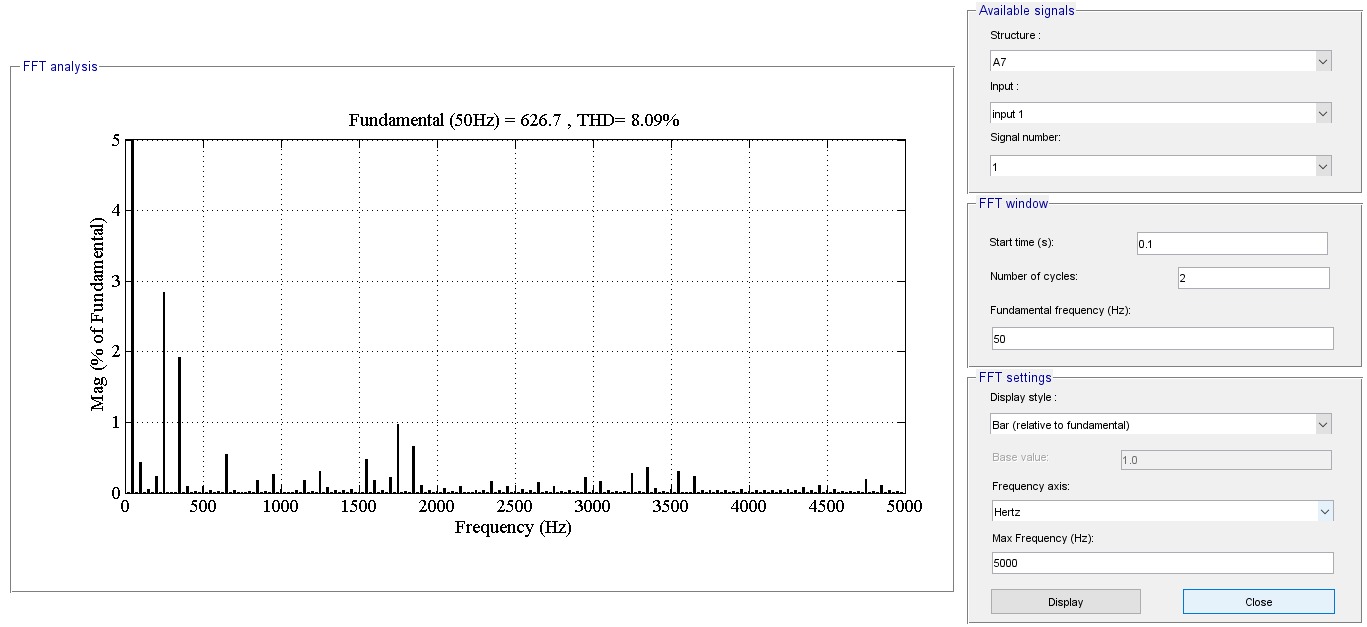 FFT analysis
Fundamental (50Hz) = 626.7 , THD= 8.09%
Mag (% of Fundamental)
5
4
3
2
1
0
0 500 1000 1500 2000 2500 3000 3500 4000 4500 5000
Frequency (Hz)
Available signals
Structure :
A7
Input :
input 1
Signal number:
1
FFT window
Start time (s): 0.1
Number of cycles: 2
Fundamental frequency (Hz):
50
FFT settings
Display style :
Bar (relative to fundamental)
Base value: 1.0
Frequency axis:
Hertz
Max Frequency (Hz):
5000
Display Close